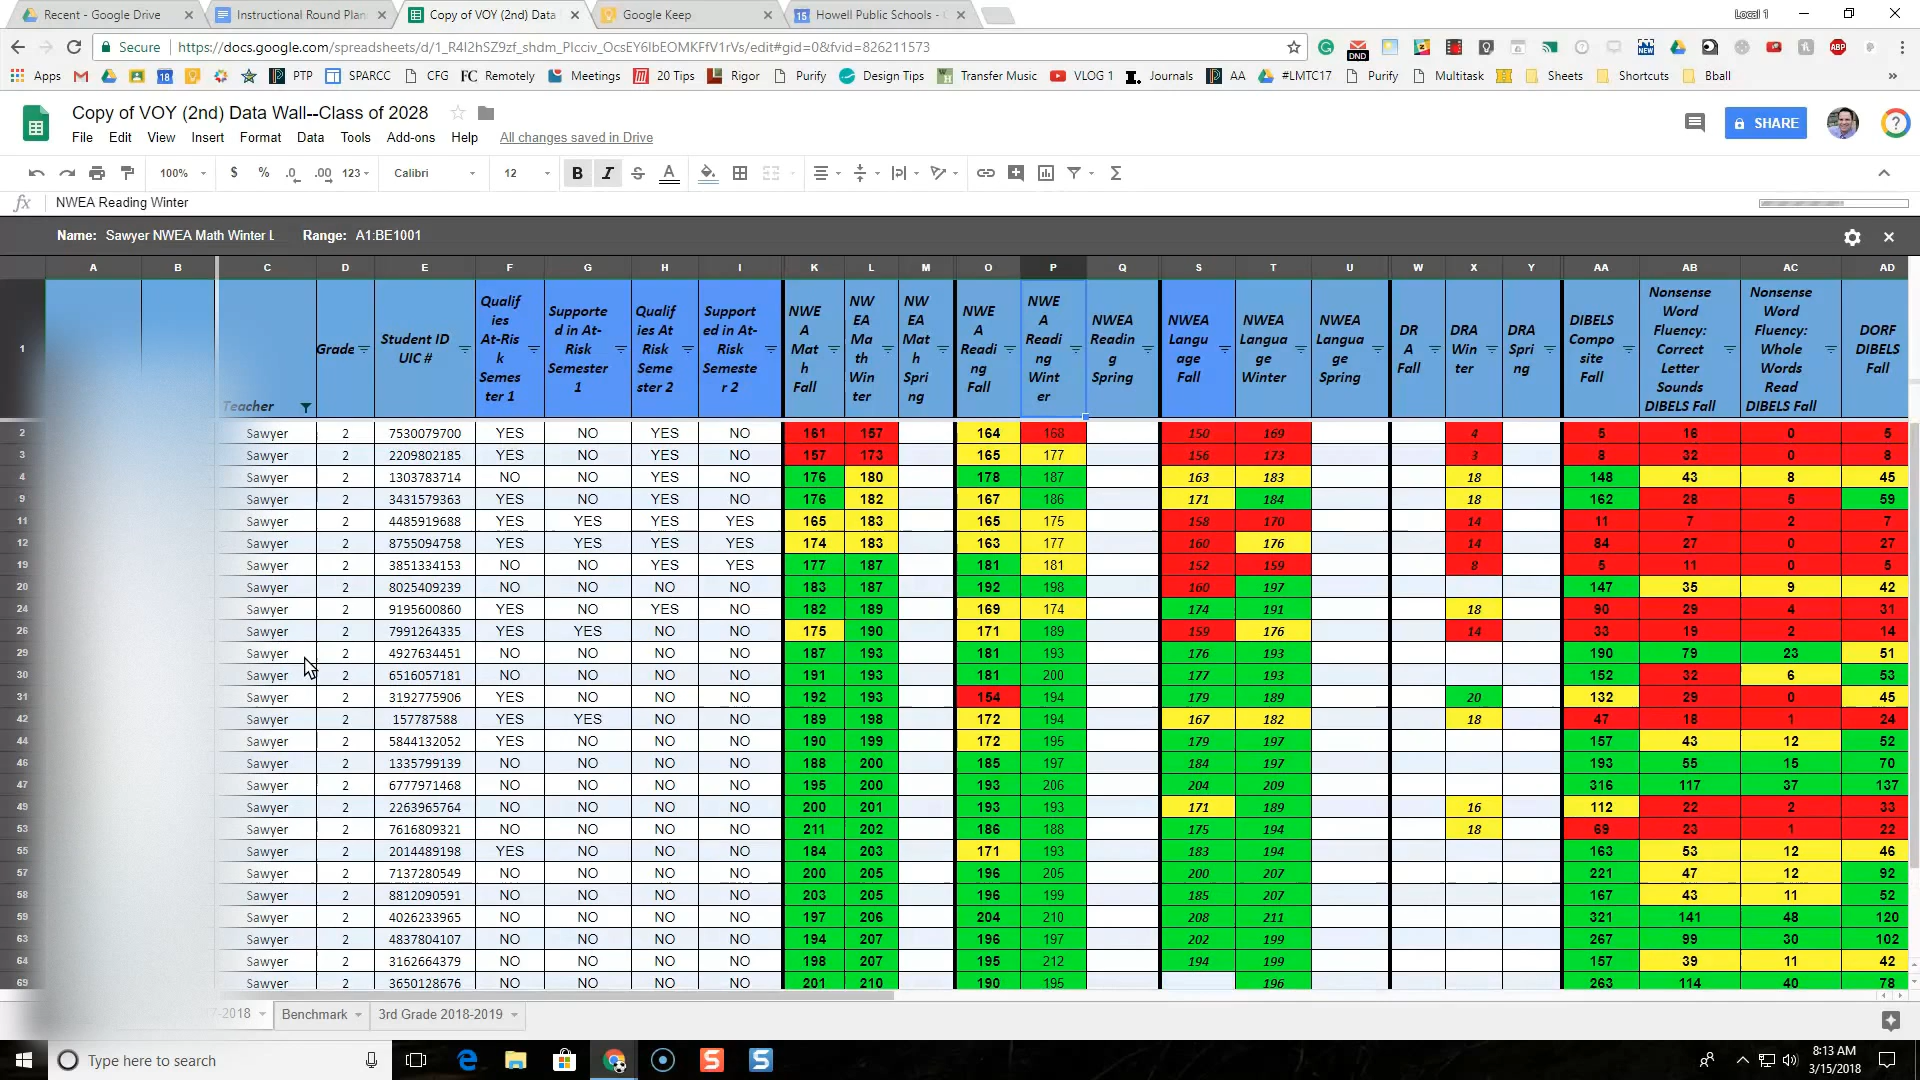 Recent - Google Drive Instructional Round Plan Copy of VOY (2nd) Data Google Keep Howell Public Schools - Local 1
Secure https://docs.google.com/spreadsheets/d/1_R4I2hSZ9zf_shdm_Plcciv_OcsEY6IbEOMKFfV1rVs/edit#gid=0&fvid=826211573
Apps PTP SPARCC CFG FC Remotely Meetings 20 Tips Rigor Purify Design Tips Transfer Music VLOG 1 Journals AA #LMTC17 Purify Multitask Sheets Shortcuts Bball
Copy of VOY (2nd) Data Wall--Class of 2028
File Edit View Insert Format Data Tools Add-ons Help All changes saved in Drive
SHARE
100% $ % .0 .00 123 Calibri 12 B I S A
fx NWEA Reading Winter
Name: Sawyer NWEA Math Winter L Range: A1:BE1001
A B C D E F G H I K L M O P Q S T U W X Y AA AB AC AD
1 Teacher Grade Student ID UIC # Qualifies At-Risk Semester 1 Supported in At-Risk Semester 1 Qualifies At Risk Semester 2 Supported in At-Risk Semester 2 NWEA Math Fall NWEA Math Winter NWEA Math Spring NWEA Reading Fall NWEA Reading Winter NWEA Reading Spring NWEA Language Fall NWEA Language Winter NWEA Language Spring DRA Fall DRA Winter DRA Spring DIBELS Composite Fall Nonsense Word Fluency: Correct Letter Sounds DIBELS Fall Nonsense Word Fluency: Whole Words Read DIBELS Fall DORF DIBELS Fall
2 Sawyer 2 7530079700 YES NO YES NO 161 157 164 168 150 169 4 5 16 0 5
3 Sawyer 2 2209802185 YES NO YES NO 157 173 165 177 156 173 3 8 32 0 8
4 Sawyer 2 1303783714 NO NO YES NO 176 180 178 187 163 183 18 148 43 8 45
9 Sawyer 2 3431579363 YES NO YES NO 176 182 167 186 171 184 18 162 28 5 59
11 Sawyer 2 4485919688 YES YES YES YES 165 183 165 175 158 170 14 11 7 2 7
12 Sawyer 2 8755094758 YES YES YES YES 174 183 163 177 160 176 14 84 27 0 27
19 Sawyer 2 3851334153 NO NO YES YES 177 187 181 181 152 159 8 5 11 0 5
20 Sawyer 2 8025409239 NO NO NO NO 183 187 192 198 160 197 147 35 9 42
24 Sawyer 2 9195600860 YES NO YES NO 182 189 169 174 174 191 18 90 29 4 31
26 Sawyer 2 7991264335 YES YES NO NO 175 190 171 189 159 176 14 33 19 2 14
29 Sawyer 2 4927634451 NO NO NO NO 187 193 181 193 176 193 190 79 23 51
30 Sawyer 2 6516057181 NO NO NO NO 191 193 181 200 177 193 152 32 6 53
31 Sawyer 2 3192775906 YES NO NO NO 192 193 154 194 179 189 20 132 29 0 45
42 Sawyer 2 157787588 YES YES NO NO 189 198 172 194 167 182 18 47 18 1 24
44 Sawyer 2 5844132052 YES NO NO NO 190 199 172 195 179 197 157 43 12 52
46 Sawyer 2 1335799139 NO NO NO NO 188 200 185 197 184 197 193 55 15 70
47 Sawyer 2 6777971468 NO NO NO NO 195 200 193 206 204 209 316 117 37 137
49 Sawyer 2 2263965764 NO NO NO NO 200 201 193 193 171 189 16 112 22 2 33
53 Sawyer 2 7616809321 NO NO NO NO 211 202 186 188 175 194 18 69 23 1 22
55 Sawyer 2 2014489198 YES NO NO NO 184 203 171 193 183 194 163 53 12 46
57 Sawyer 2 7137280549 NO NO NO NO 200 205 196 205 200 207 221 47 12 92
58 Sawyer 2 8812090591 NO NO NO NO 203 205 196 199 185 207 167 43 11 52
59 Sawyer 2 4026233965 NO NO NO NO 197 206 204 210 208 211 321 141 48 120
63 Sawyer 2 4837804107 NO NO NO NO 194 207 196 197 202 199 267 99 30 102
64 Sawyer 2 3162664379 NO NO NO NO 198 207 195 212 194 199 157 39 11 42
69 Sawyer 2 3650128676 NO NO NO NO 201 210 190 195 196 263 114 40 78
-2018 Benchmark 3rd Grade 2018-2019
Type here to search 8:13 AM
3/15/2018